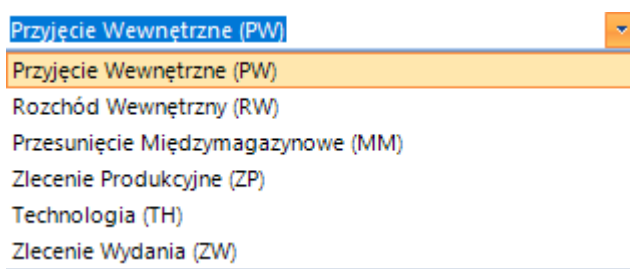 Przyjęcie Wewnętrzne (PW)
Przyjęcie Wewnętrzne (PW)
Rozchód Wewnętrzny (RW)
Przesunięcie Międzymagazynowe (MM)
Zlecenie Produkcyjne (ZP)
Technologia (TH)
Zlecenie Wydania (ZW)